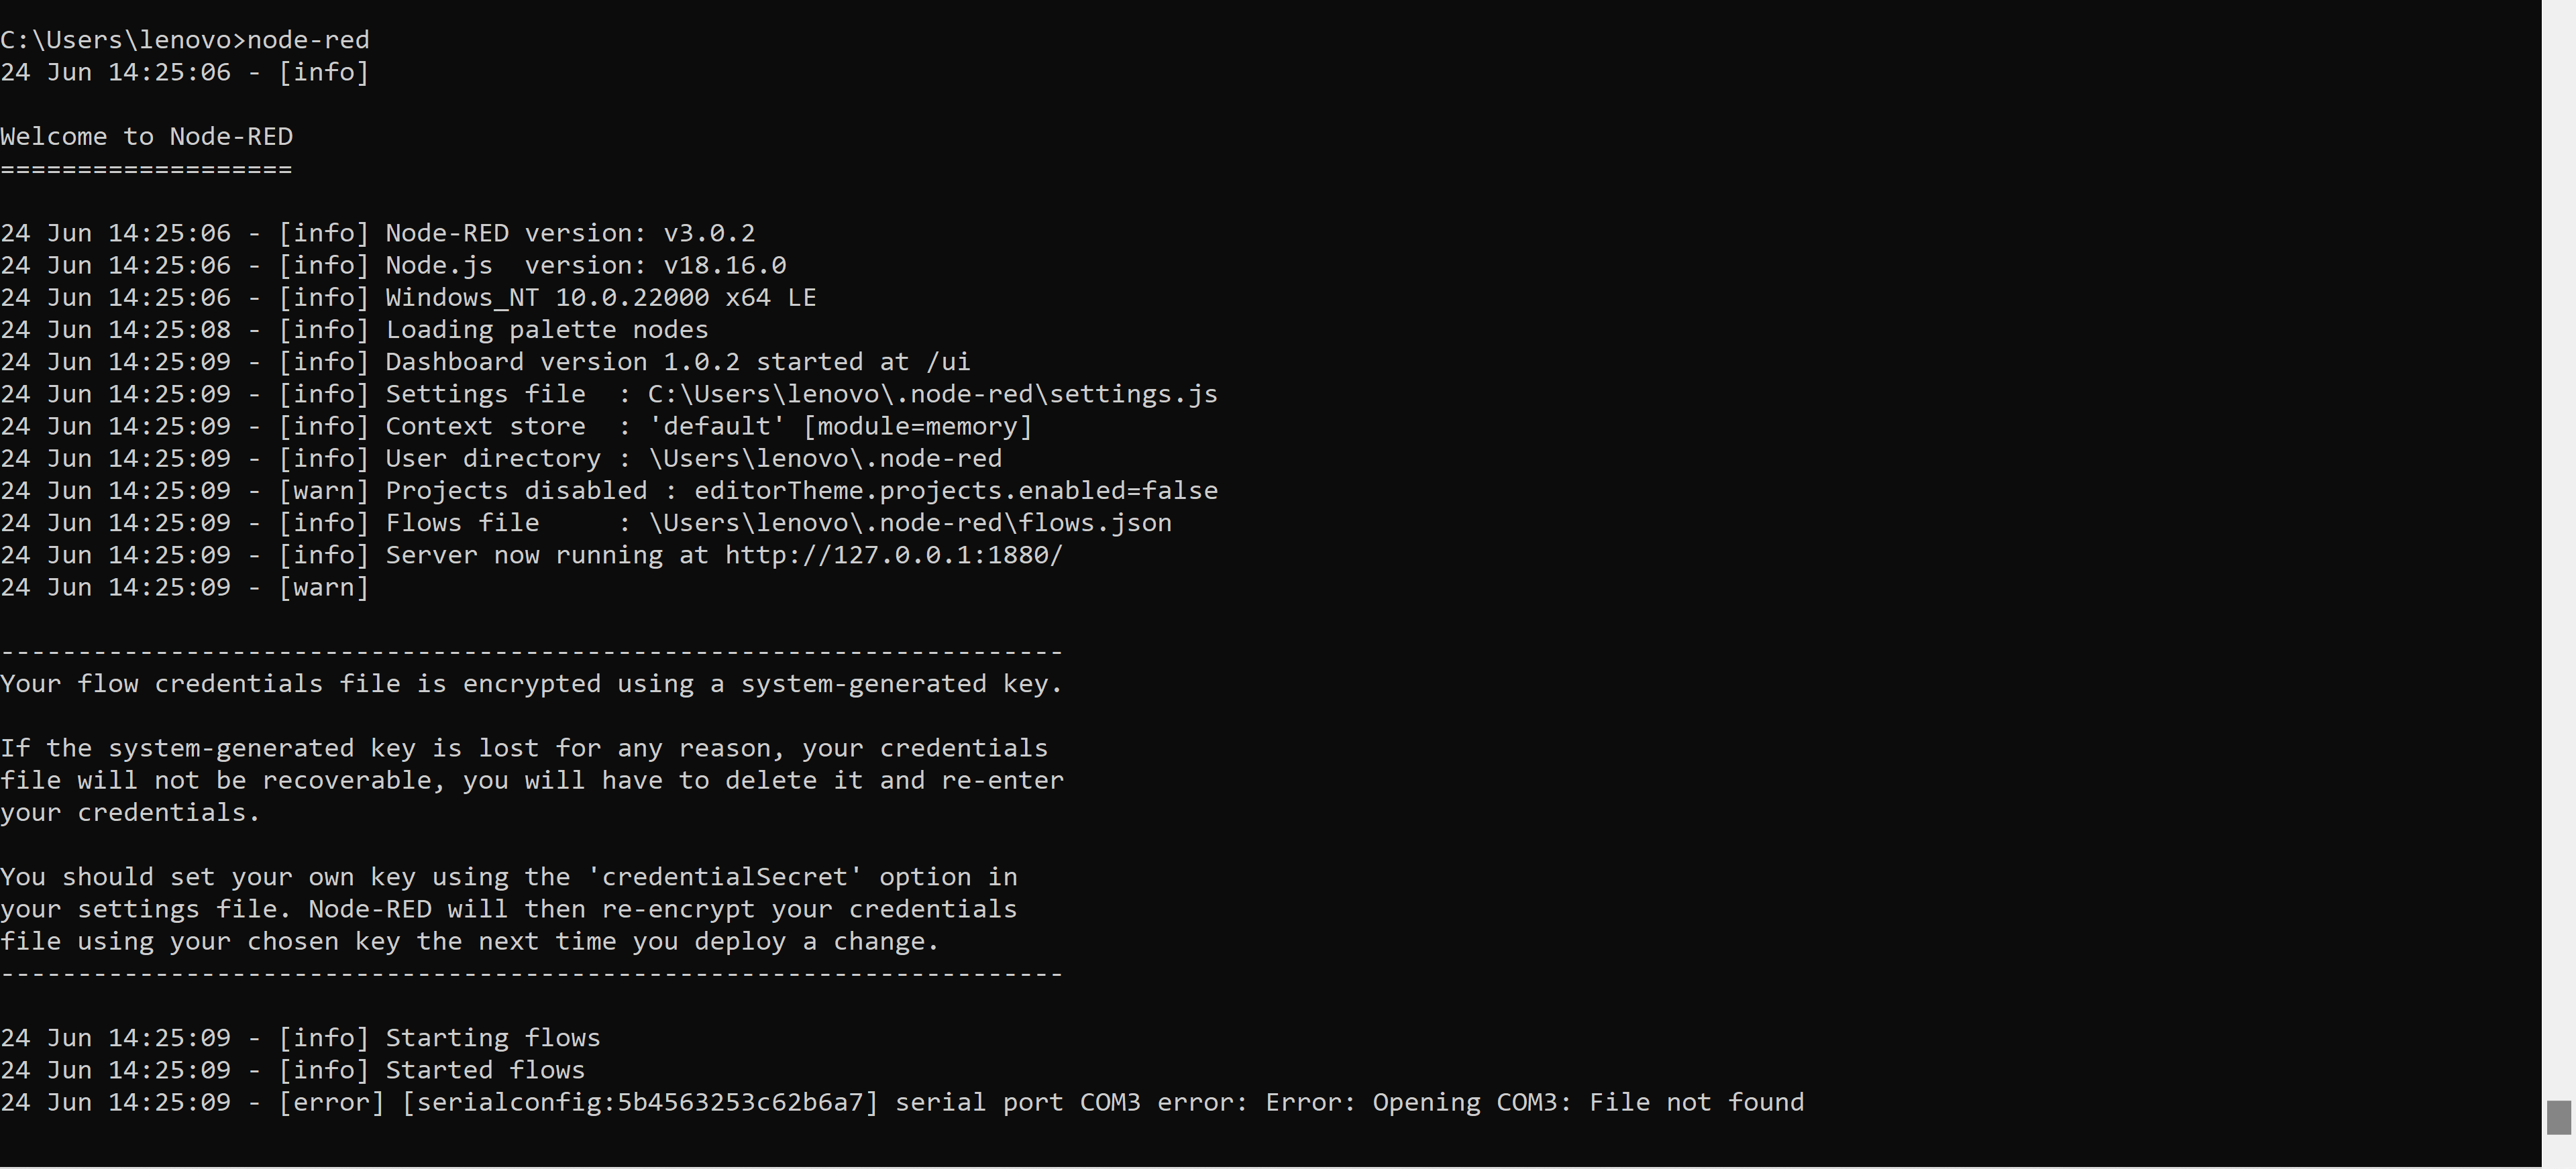 C:\Users\lenovo>node-red
24 Jun 14:25:06 - [info]
Welcome to Node-RED
===================
24 Jun 14:25:06 - [info] Node-RED version: v3.0.2
24 Jun 14:25:06 - [info] Node.js  version: v18.16.0
24 Jun 14:25:06 - [info] Windows_NT 10.0.22000 x64 LE
24 Jun 14:25:08 - [info] Loading palette nodes
24 Jun 14:25:09 - [info] Dashboard version 1.0.2 started at /ui
24 Jun 14:25:09 - [info] Settings file  : C:\Users\lenovo\.node-red\settings.js
24 Jun 14:25:09 - [info] Context store  : 'default' [module=memory]
24 Jun 14:25:09 - [info] User directory : \Users\lenovo\.node-red
24 Jun 14:25:09 - [warn] Projects disabled : editorTheme.projects.enabled=false
24 Jun 14:25:09 - [info] Flows file     : \Users\lenovo\.node-red\flows.json
24 Jun 14:25:09 - [info] Server now running at http://127.0.0.1:1880/
24 Jun 14:25:09 - [warn]
---------------------------------------------------------------------
Your flow credentials file is encrypted using a system-generated key.
If the system-generated key is lost for any reason, your credentials
file will not be recoverable, you will have to delete it and re-enter
your credentials.
You should set your own key using the 'credentialSecret' option in
your settings file. Node-RED will then re-encrypt your credentials
file using your chosen key the next time you deploy a change.
---------------------------------------------------------------------
24 Jun 14:25:09 - [info] Starting flows
24 Jun 14:25:09 - [info] Started flows
24 Jun 14:25:09 - [error] [serialconfig:5b4563253c62b6a7] serial port COM3 error: Error: Opening COM3: File not found